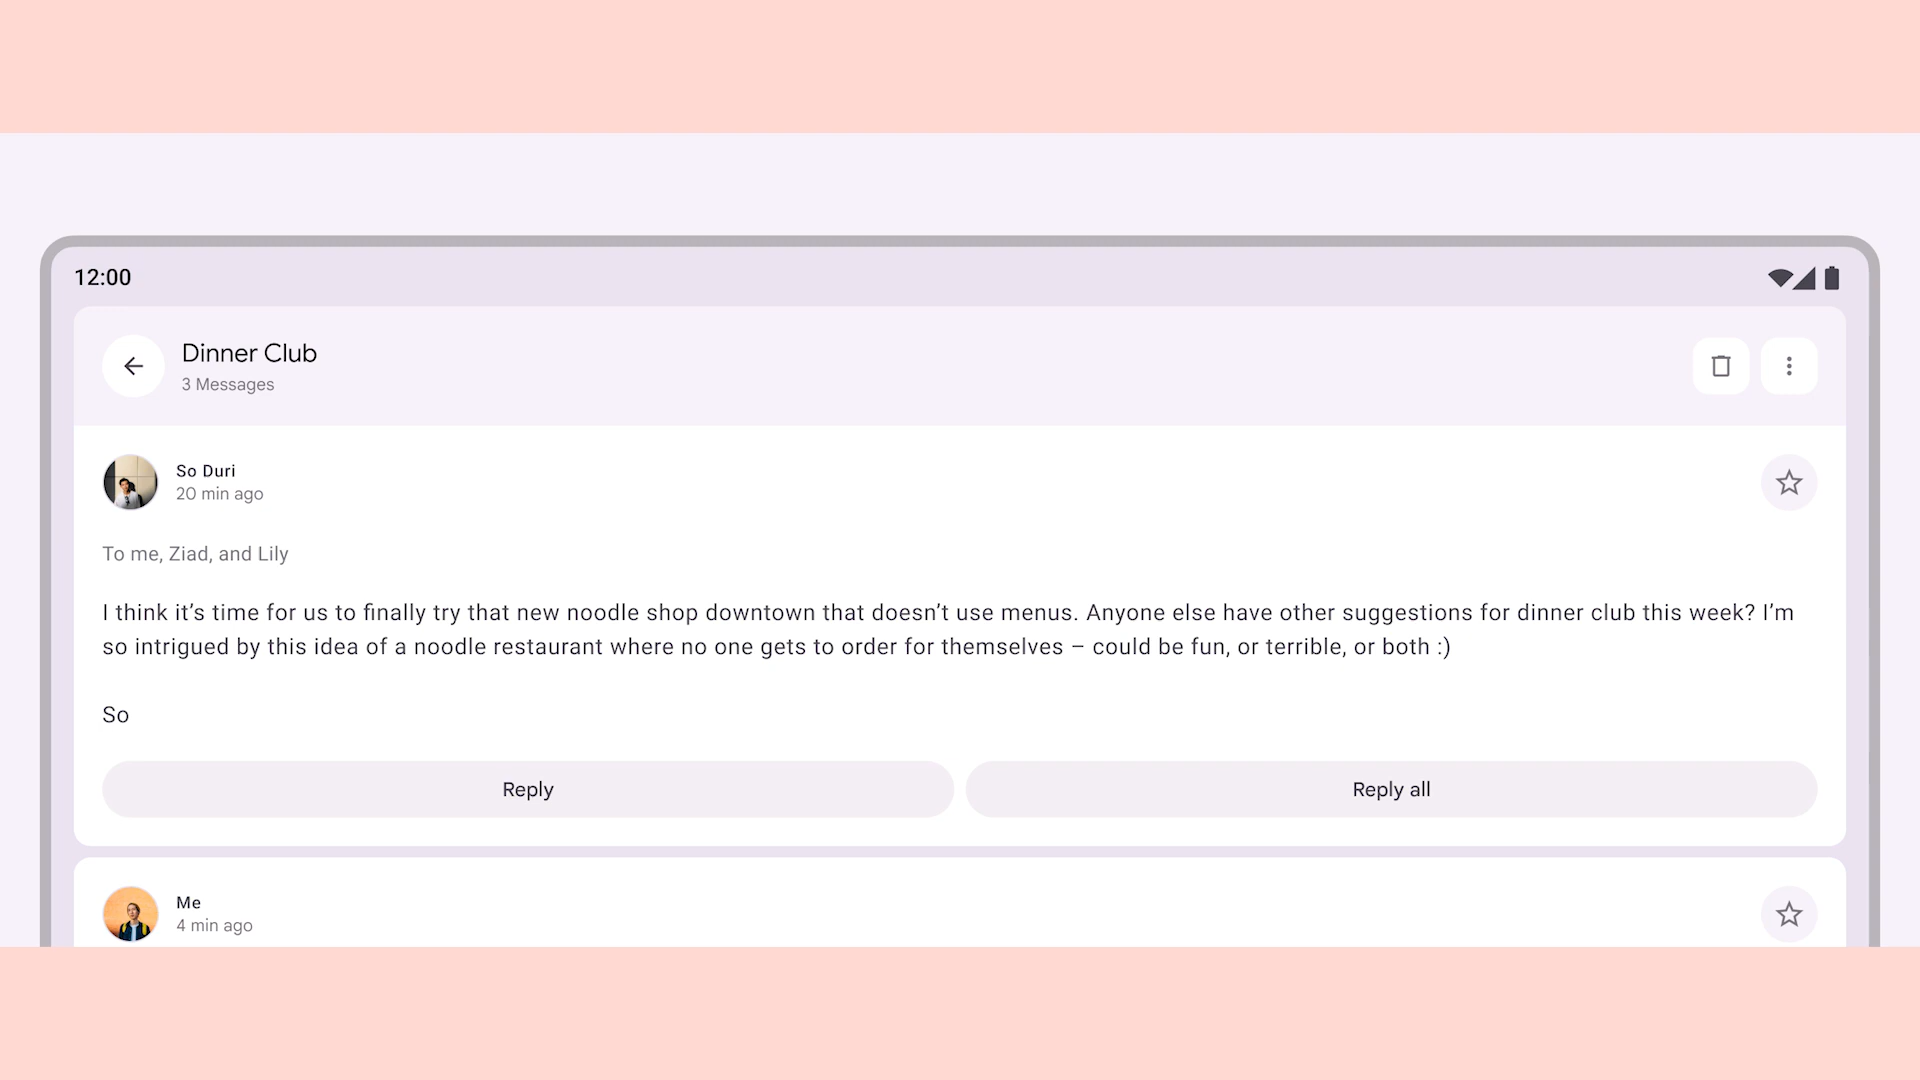 12:00
Dinner Club
3 Messages
So Duri
20 min ago
To me, Ziad, and Lily
I think it’s time for us to finally try that new noodle shop downtown that doesn’t use menus. Anyone else have other suggestions for dinner club this week? I’m
so intrigued by this idea of a noodle restaurant where no one gets to order for themselves – could be fun, or terrible, or both :)
So
Reply
Reply all
Me
4 min ago